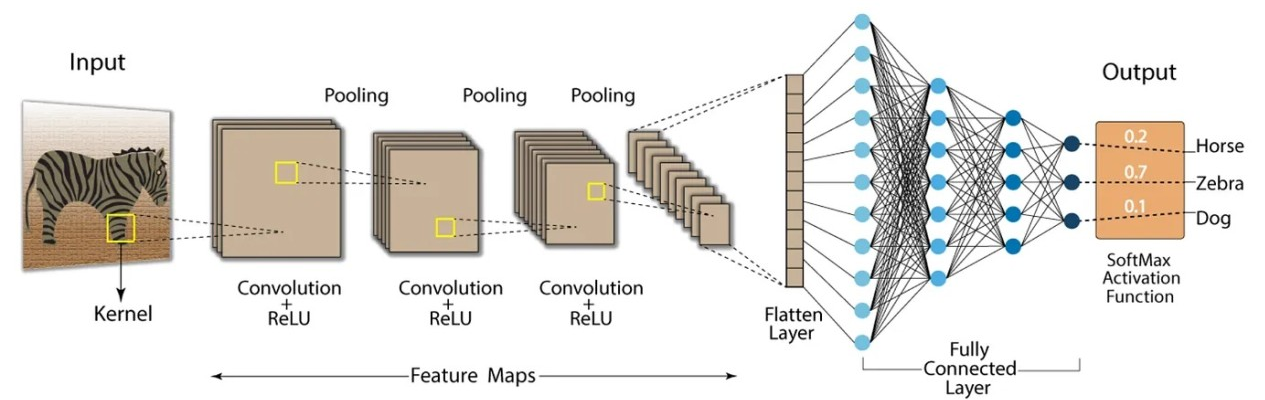 Input
Kernel
Pooling
Pooling
Pooling
Convolution
+
ReLU
Convolution
+
ReLU
Convolution
+
ReLU
Feature Maps
Flatten
Layer
Fully
Connected
Layer
Output
0.2
Horse
0.7
Zebra
0.1
Dog
SoftMax
Activation
Function